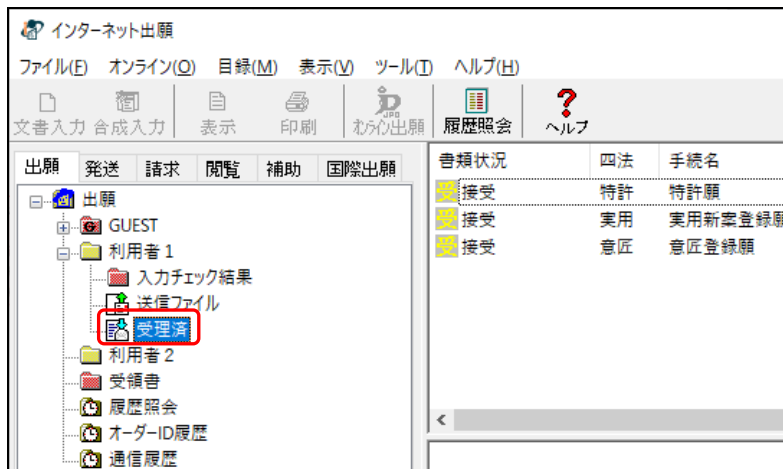 インターネット出願
ファイル(F) オンライン(O) 目録(M) 表示(V) ツール(T) ヘルプ(H)
文書入力 合成入力 表示 印刷 オンライン出願 履歴照会 ヘルプ
出願 発送 請求 閲覧 補助 国際出願
書類状況 四法 手続名
出願
GUEST
利用者1
入力チェック結果
送信ファイル
受理済
利用者2
受領書
履歴照会
オーダーID履歴
通信履歴
受 接受 特許 特許願
受 接受 実用 実用新案登録願
受 接受 意匠 意匠登録願